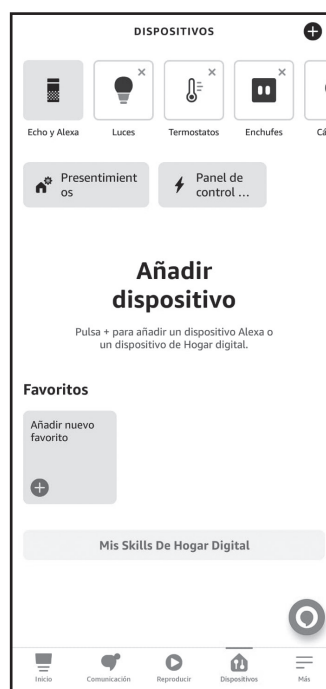 DISPOSITIVOS
Echo y Alexa
Luces
Termostatos
Enchufes
Cá
Presentimient
os
Panel de
control ...
Añadir
dispositivo
Pulsa + para añadir un dispositivo Alexa o
un dispositivo de Hogar digital.
Favoritos
Añadir nuevo
favorito
Mis Skills De Hogar Digital
Inicio
Comunicación
Reproducir
Dispositivos
Más